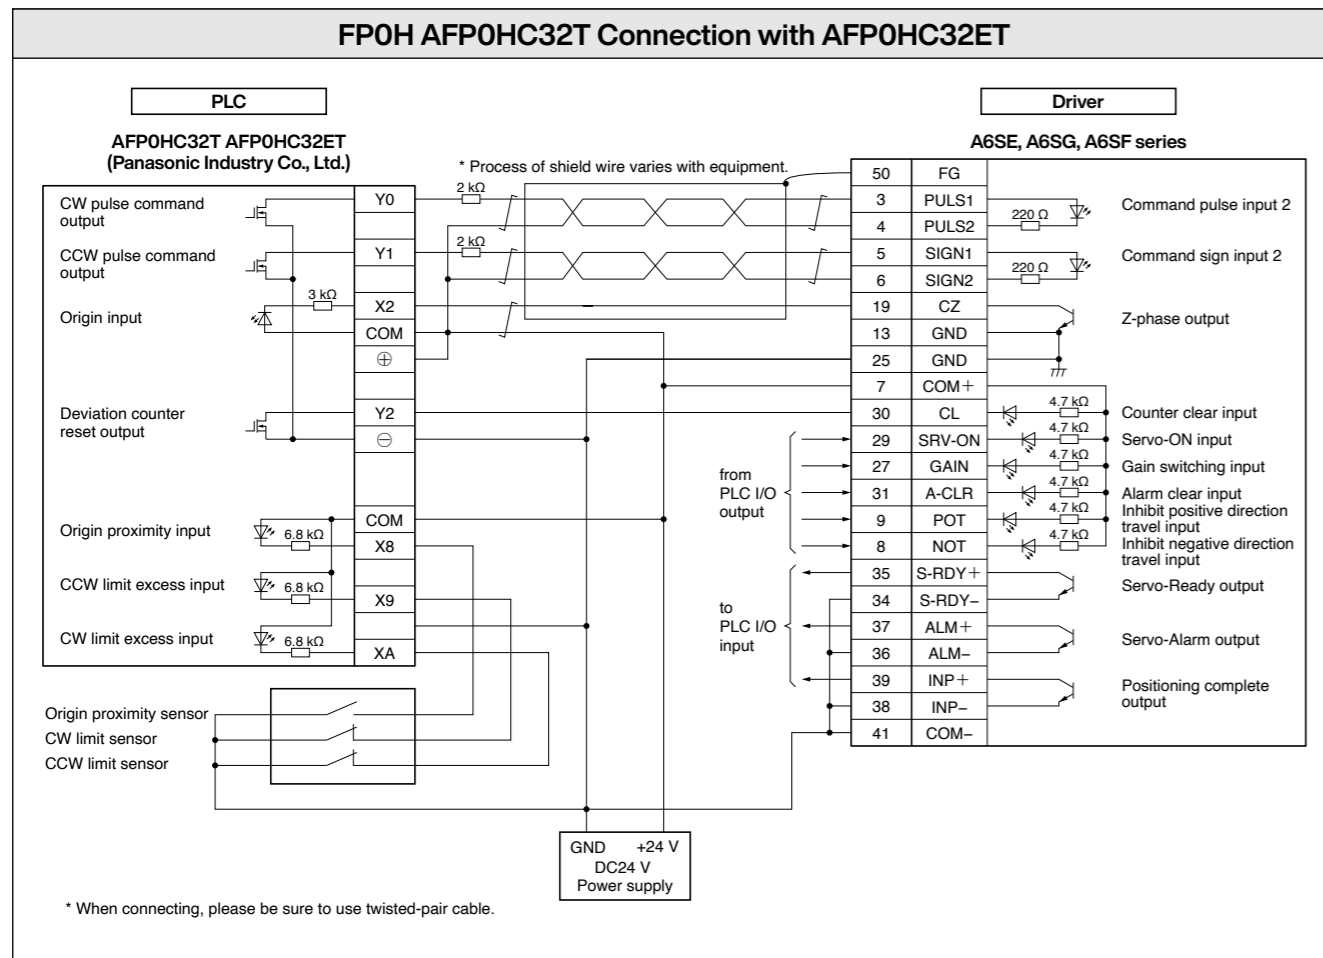 FP0H AFP0HC32T Connection with AFP0HC32ET
PLC
AFP0HC32T AFP0HC32ET
(Panasonic Industry Co., Ltd.)
Driver
A6SE, A6SG, A6SF series
* Process of shield wire varies with equipment.
CW pulse command
output
CCW pulse command
output
3 kΩ
Origin input
Deviation counter
reset output
Origin proximity input
6.8 kΩ
CCW limit excess input
6.8 kΩ
CW limit excess input
6.8 kΩ
Y0
Y1
X2
COM
⊕
Y2
⊖
COM
X8
X9
XA
2 kΩ
2 kΩ
Origin proximity sensor
CW limit sensor
CCW limit sensor
from
PLC I/O
output
to
PLC I/O
input
50 FG
3 PULS1
4 PULS2
5 SIGN1
6 SIGN2
19 CZ
13 GND
25 GND
7 COM+
30 CL
29 SRV-ON
27 GAIN
31 A-CLR
9 POT
8 NOT
35 S-RDY+
34 S-RDY−
37 ALM+
36 ALM−
39 INP+
38 INP−
41 COM−
220 Ω
220 Ω
4.7 kΩ
4.7 kΩ
4.7 kΩ
4.7 kΩ
4.7 kΩ
4.7 kΩ
Command pulse input 2
Command sign input 2
Z-phase output
Counter clear input
Servo-ON input
Gain switching input
Alarm clear input
Inhibit positive direction
travel input
Inhibit negative direction
travel input
Servo-Ready output
Servo-Alarm output
Positioning complete
output
GND +24 V
DC24 V
Power supply
* When connecting, please be sure to use twisted-pair cable.